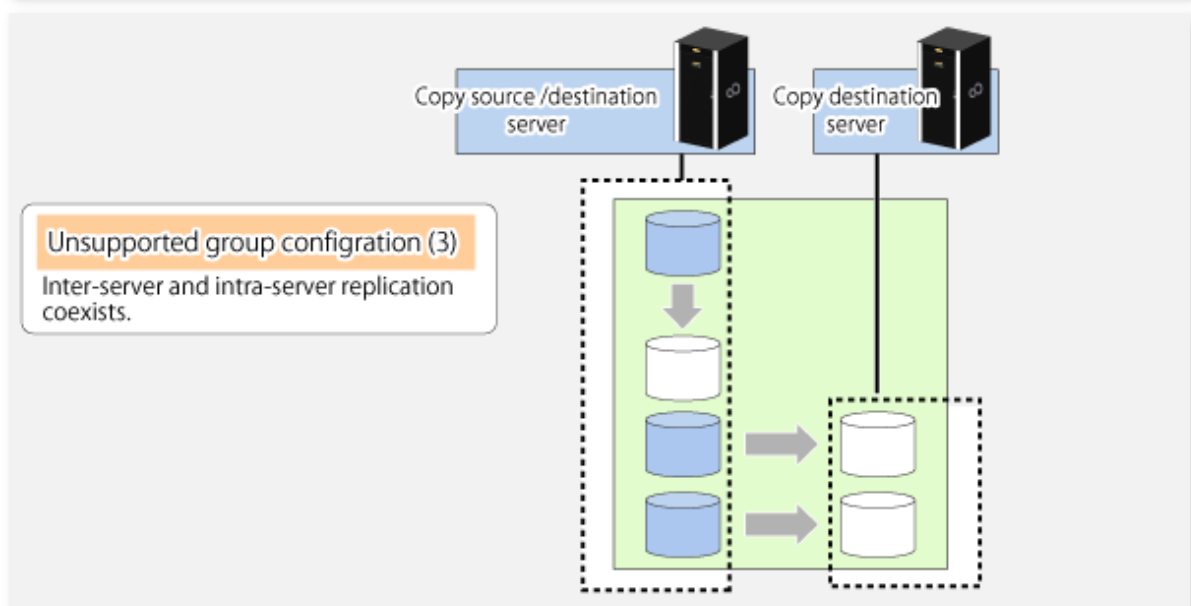 Copy source /destination
server
Copy destination
server
Unsupported group configration (3)
Inter-server and intra-server replication
coexists.